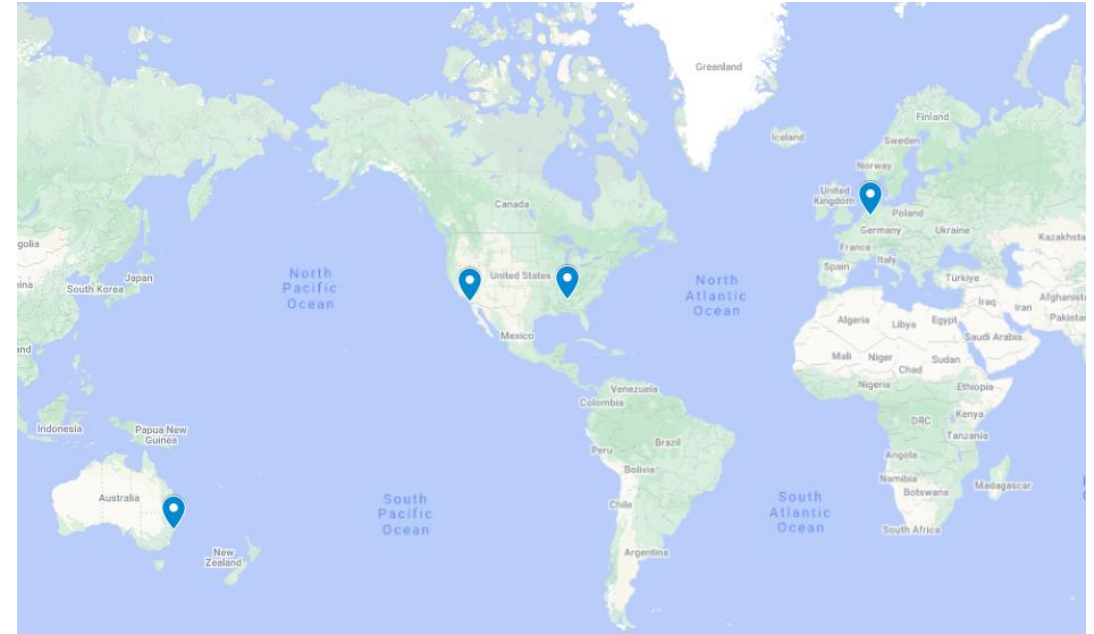 Greenland
Finland
Iceland
Sweden
Norway
United
Kingdom
Canada
Poland
Germany
Ukraine
France
Kazakhsta
golia
Italy
Spain
Türkiye
North
Pacific
Ocean
United States
North
Atlantic
Ocean
Japan
South Korea
ina
Iraq
Iran
Afghanist
Pakistan
Algeria
Libya
Egypt
Saudi Arabia
Mexico
and
Mali
Niger
Sudan
Chad
Nigeria
Ethiopia
Venezuela
Colombia
Indonesia
Papua New
Guinea
DRC
Kenya
Tanzania
Brazil
Peru
Angola
Bolivia
Namibia
Botswana
Madagascar
Australia
South
Pacific
Ocean
Chile
South
Atlantic
Ocean
South Africa
New
Zealand
Argentina